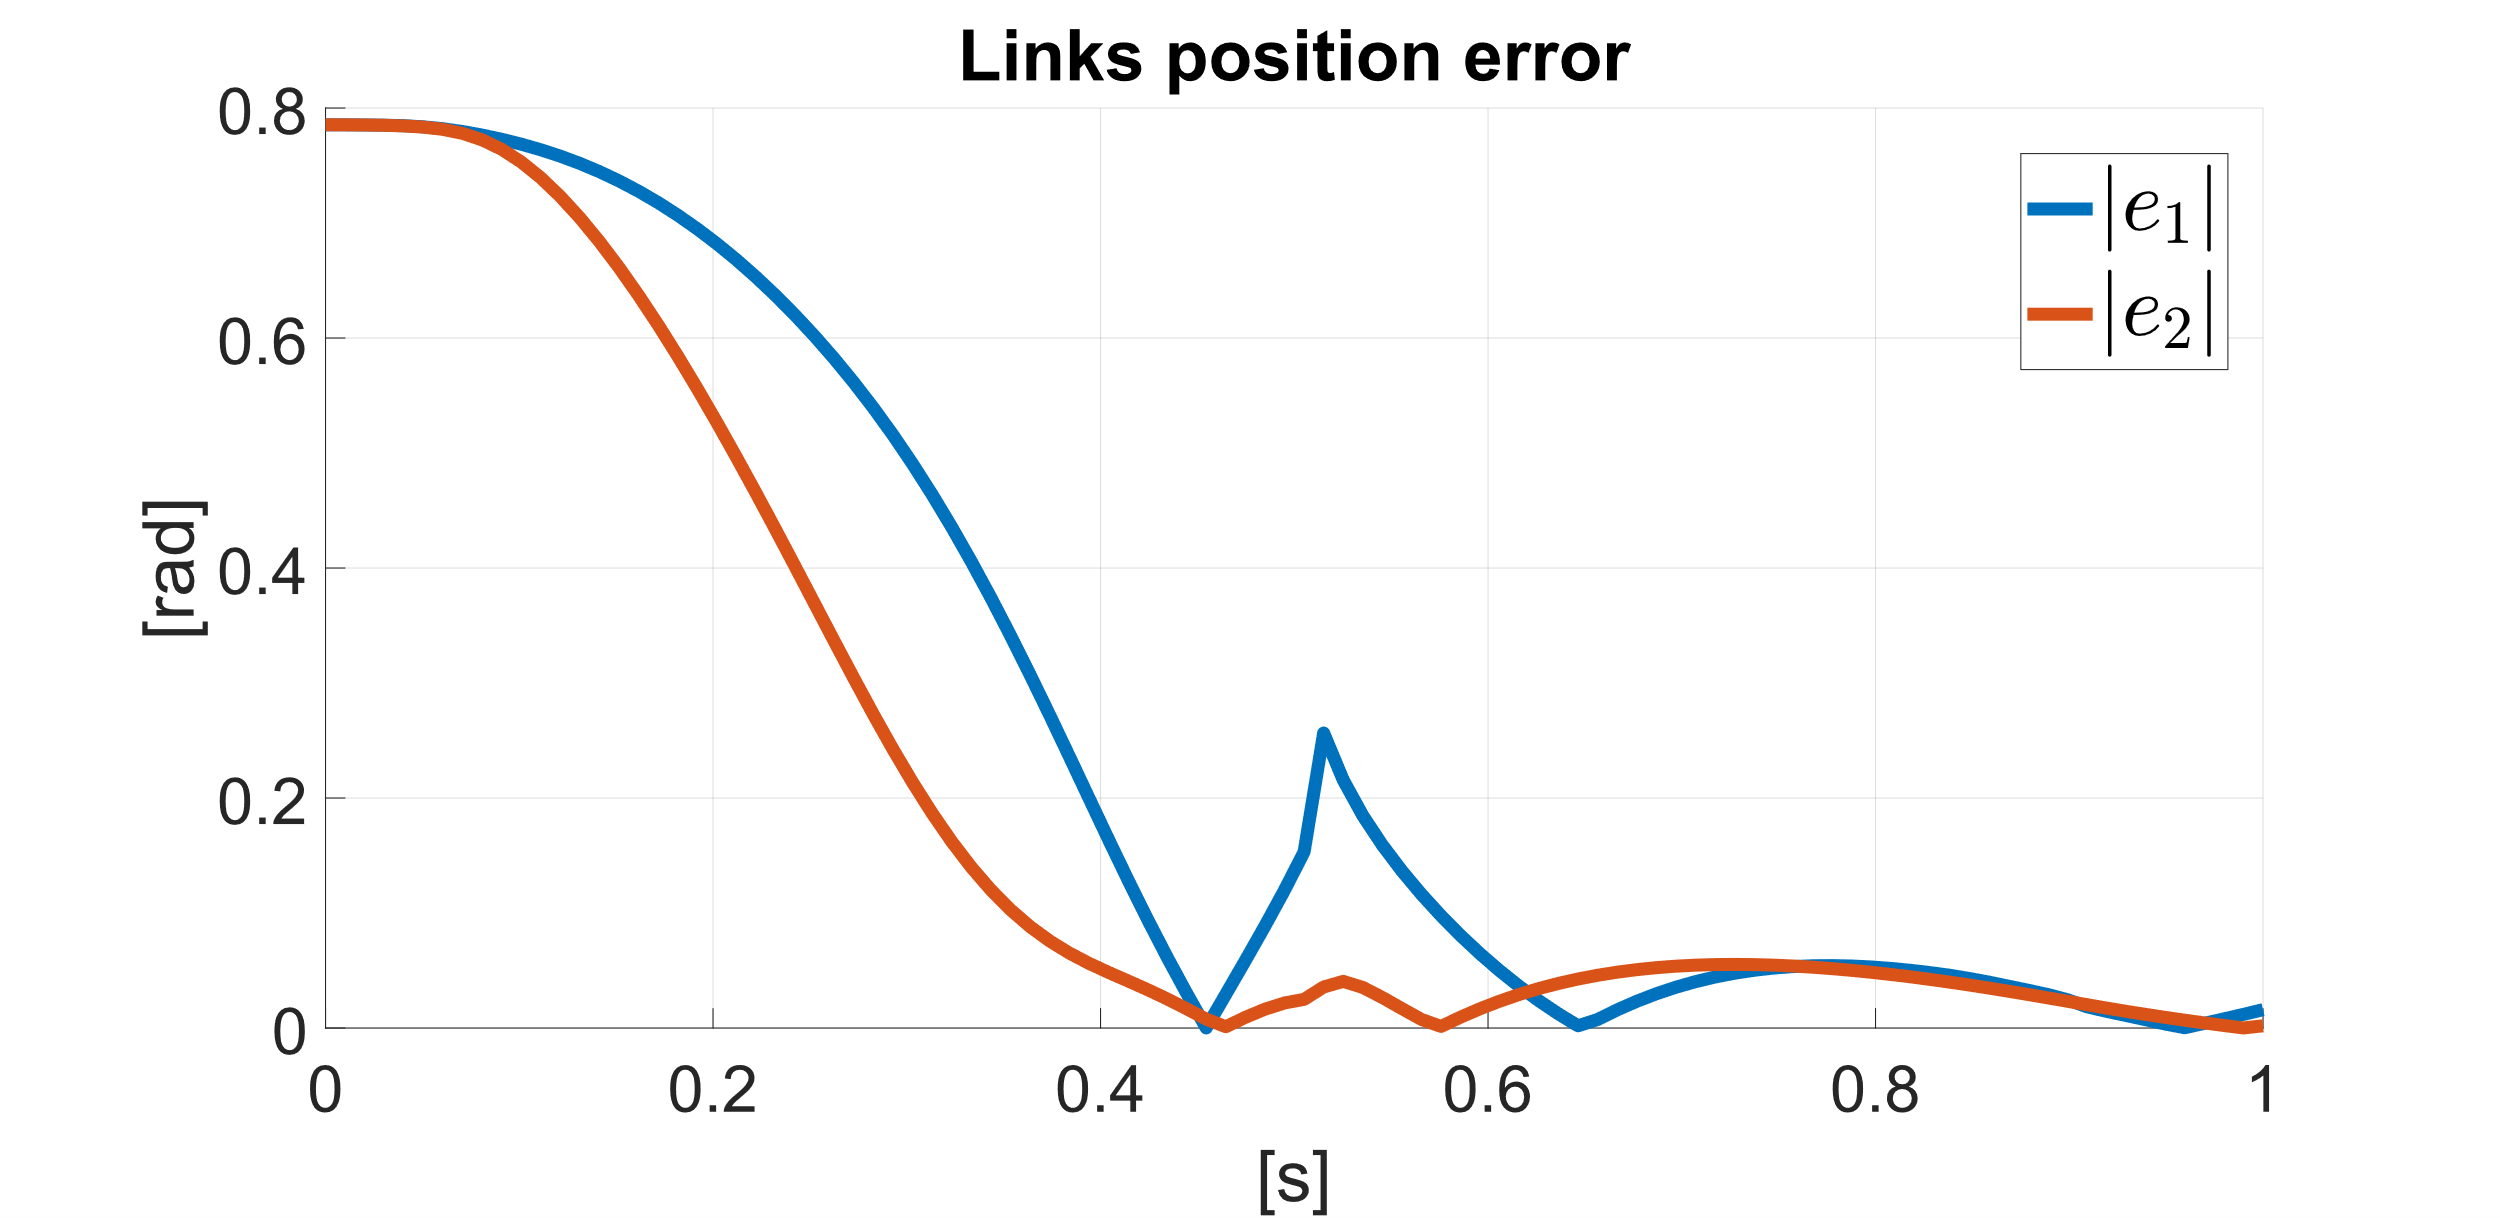 Links position error
0.8
0.6
0.4
0.2
0
[rad]
0 0.2 0.4 0.6 0.8 1
[s]
|e₁|
|e₂|